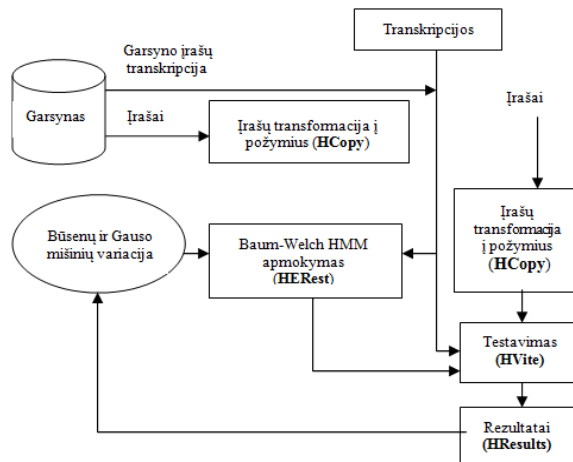 Transkripcijos
Garsyno įrašų
transkripcija
Garsynas
Įrašai
Įrašų transformacija į
požymius (HCopy)
Įrašai
Įrašų
transformacija
į požymius
(HCopy)
Būsenų ir Gauso
mišinių variacija
Baum-Welch HMM
apmokymas
(HERest)
Testavimas
(HVite)
Rezultatai
(HResults)